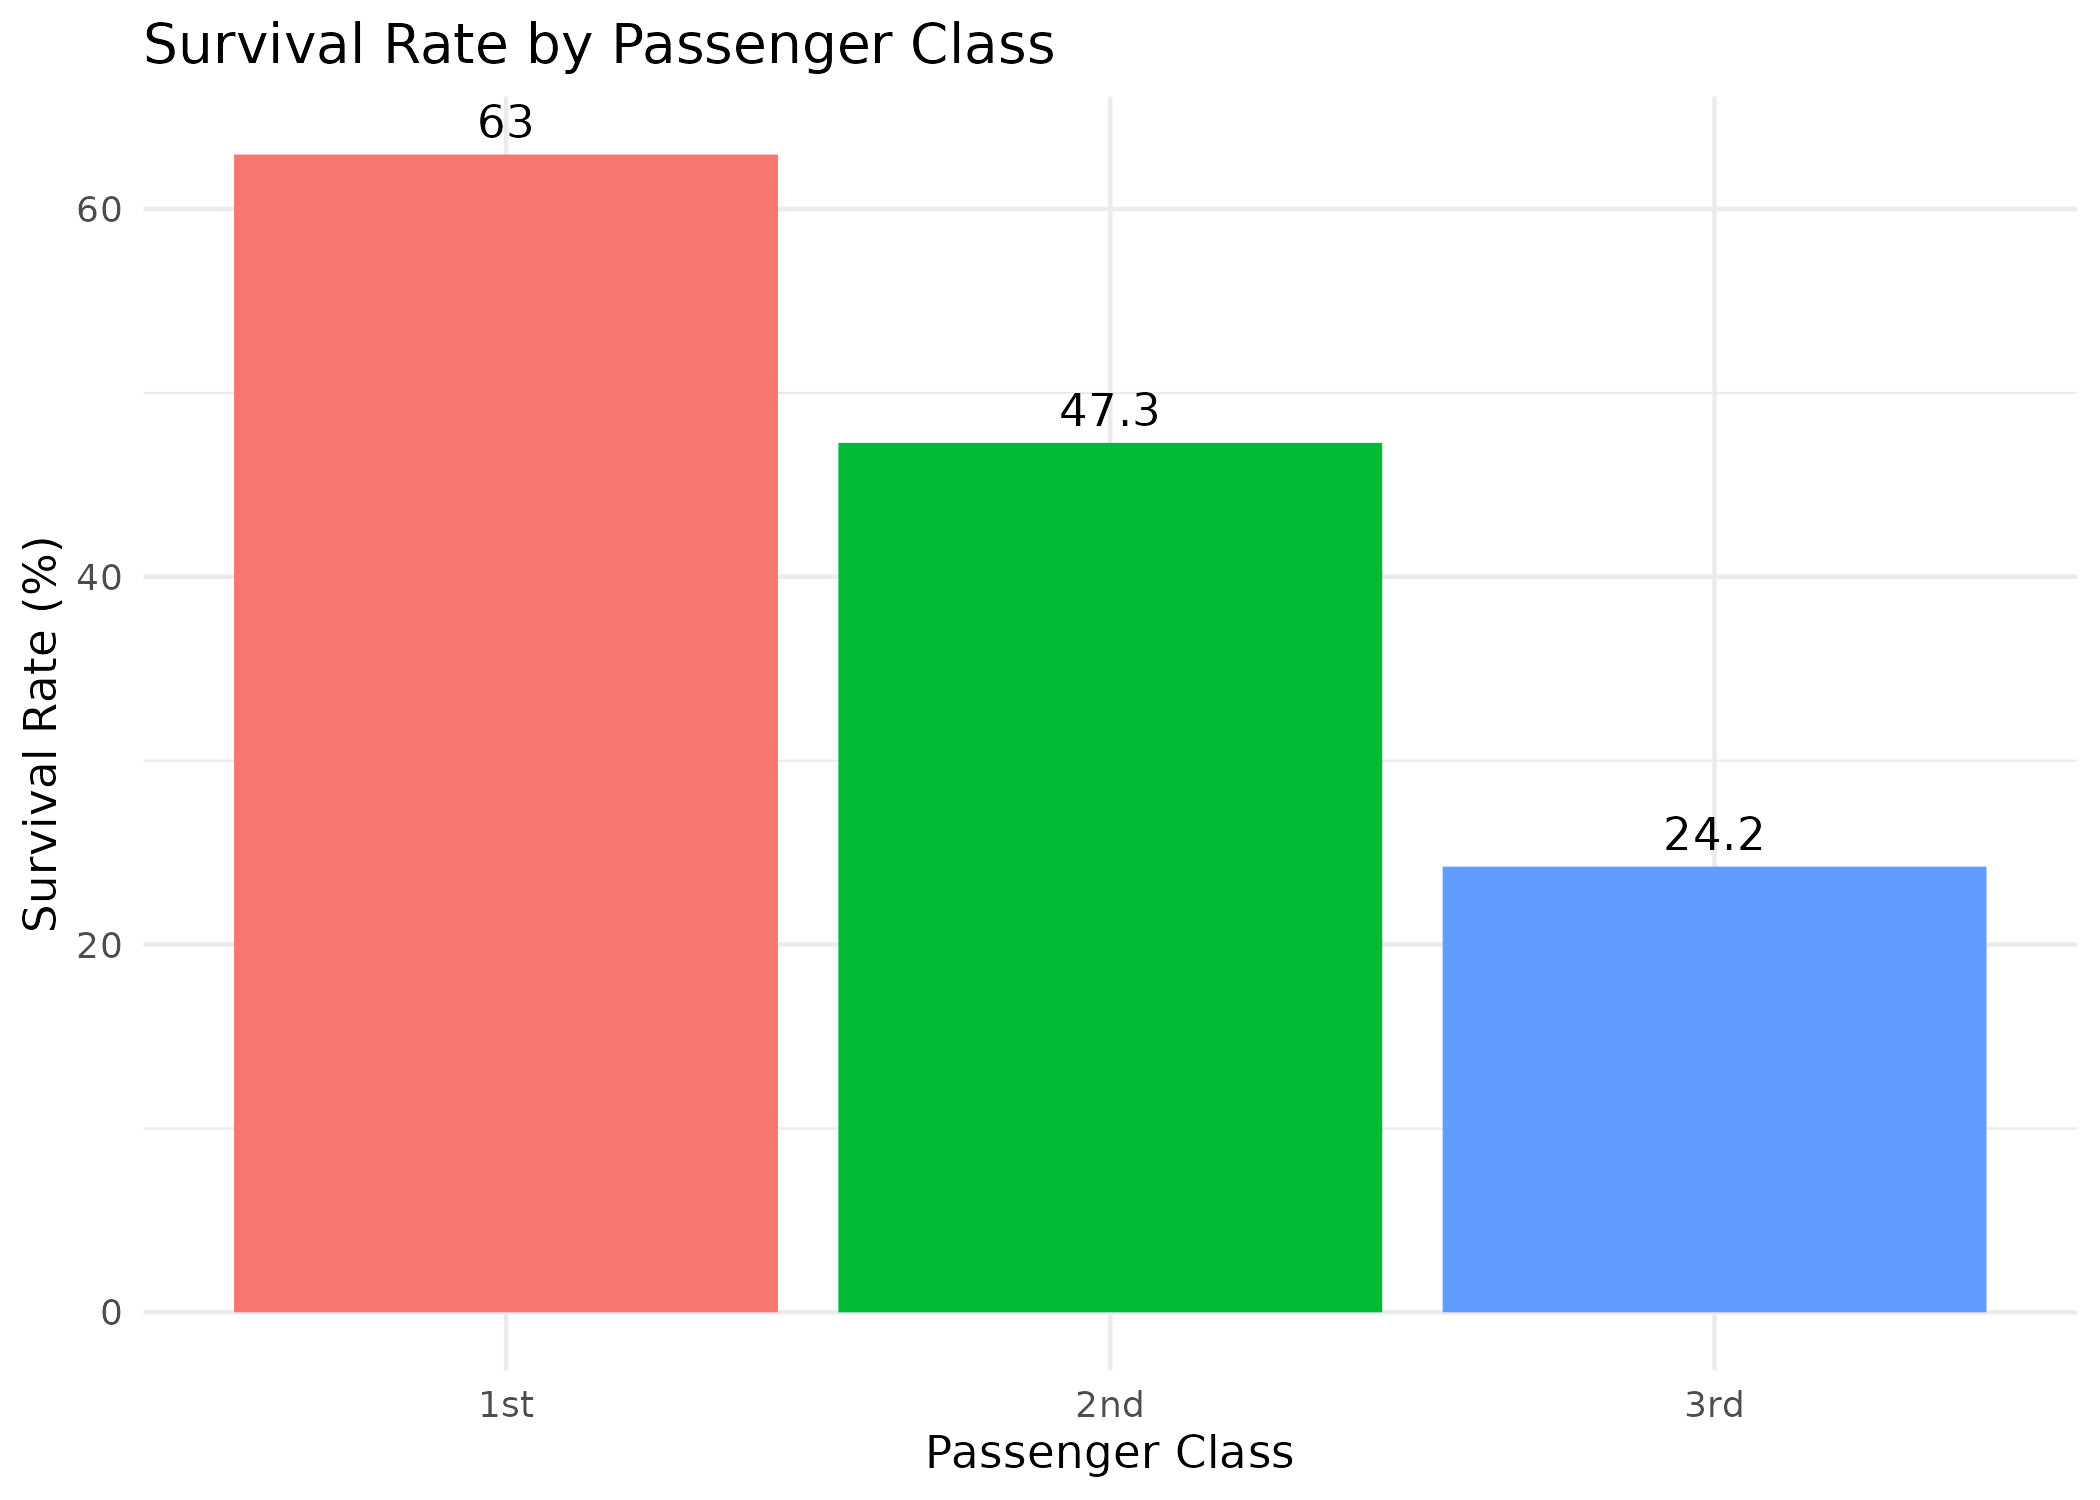 Survival Rate by Passenger Class
63
60
47.3
40
24.2
20
0
Survival Rate (%)
1st
2nd
3rd
Passenger Class